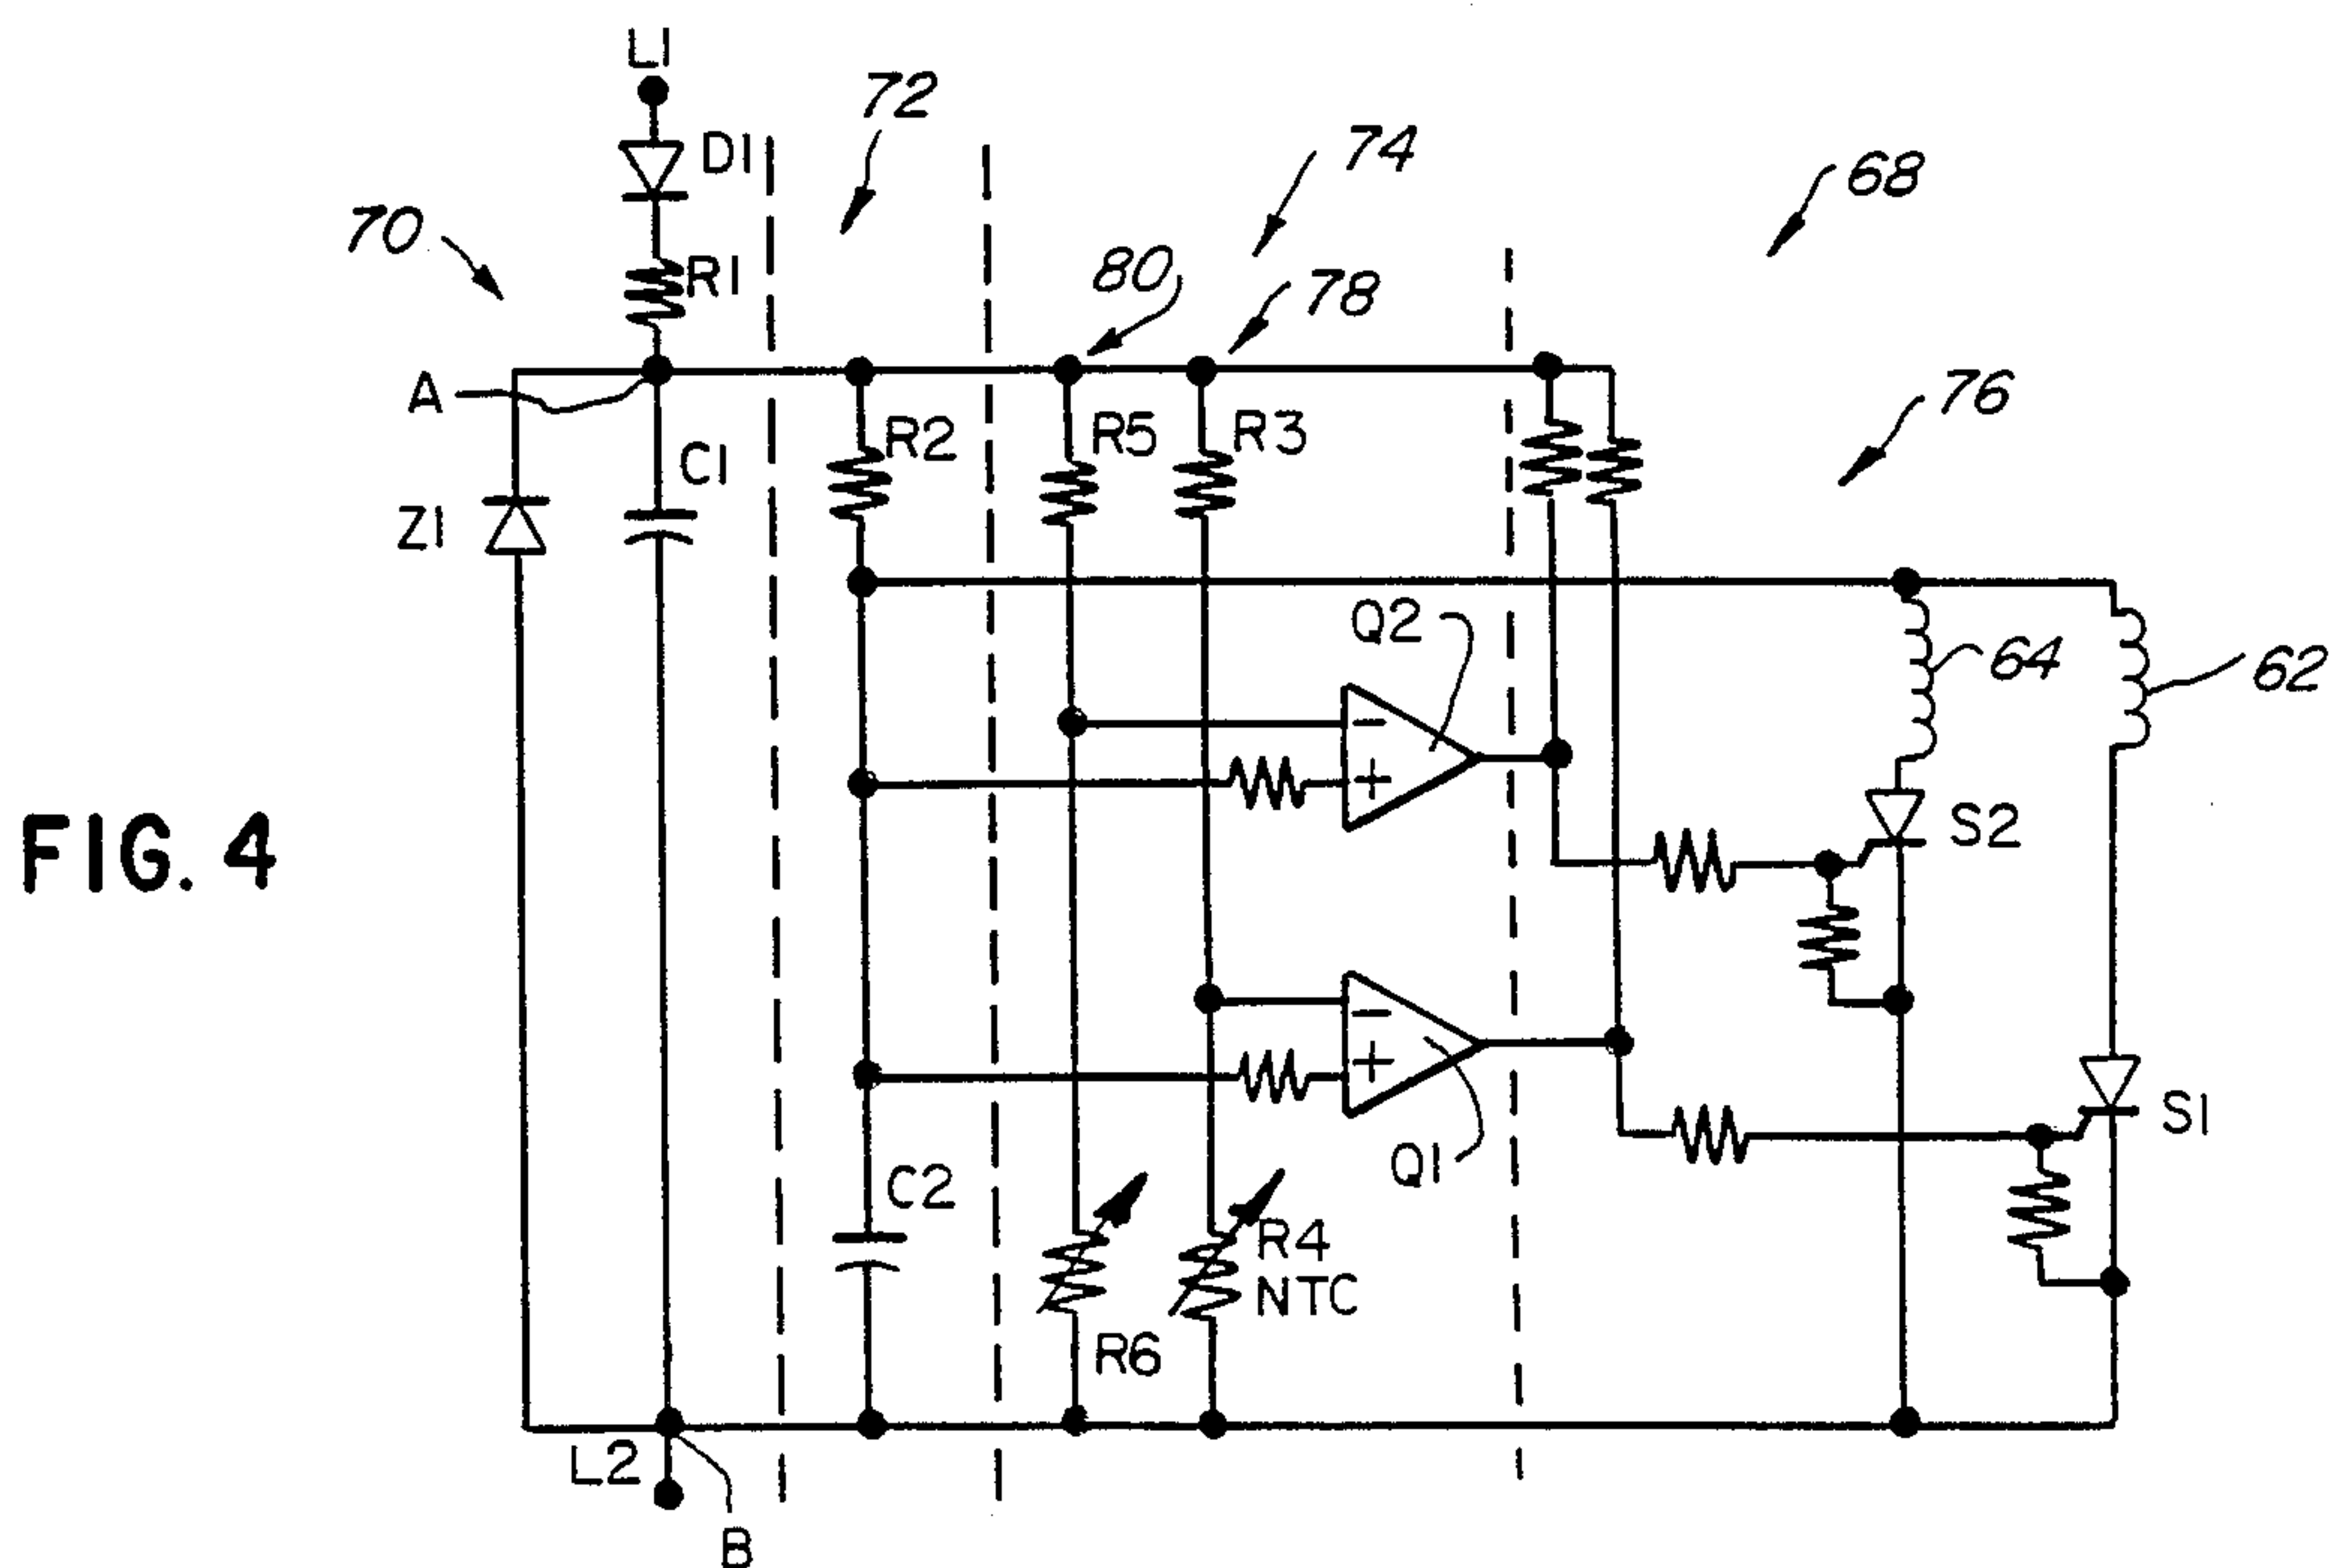 L1
72
D1
74
68
70
80
R1
78
A
76
R2
R5
R3
C1
Z1
Q2
64
62
−
+
S2
FIG. 4
−
+
S1
Q1
C2
R4
NTC
R6
L2
B